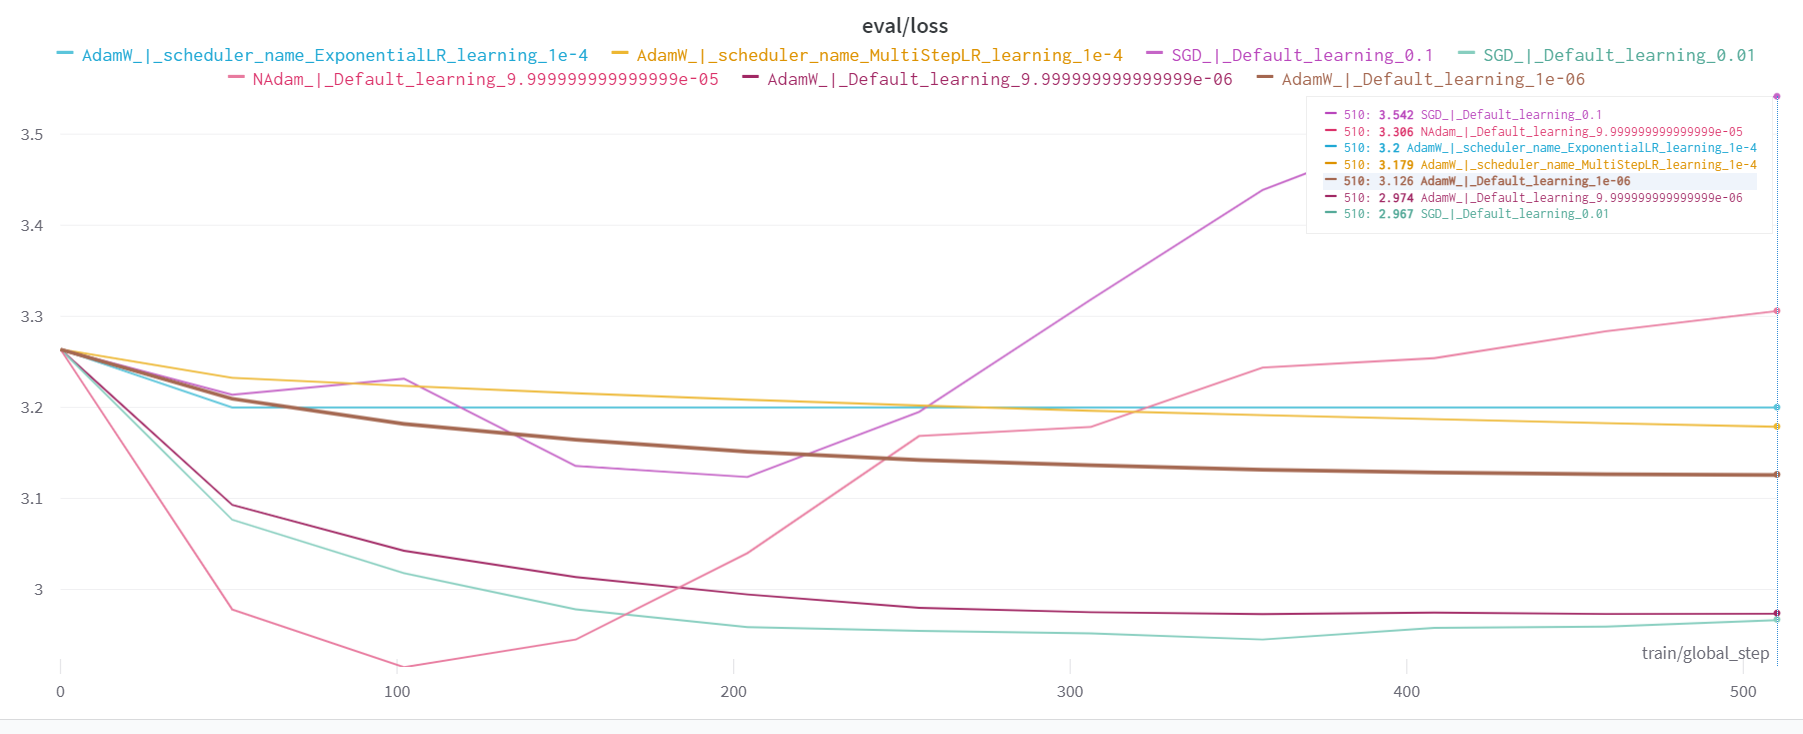 eval/loss
AdamW_|_scheduler_name_ExponentialLR_learning_1e-4 AdamW_|_scheduler_name_MultiStepLR_learning_1e-4 SGD_|_Default_learning_0.1 SGD_|_Default_learning_0.01
NAdam_|_Default_learning_9.999999999999999e-05 AdamW_|_Default_learning_9.999999999999999e-06 AdamW_|_Default_learning_1e-06
510: 3.542 SGD_|_Default_learning_0.1
510: 3.306 NAdam_|_Default_learning_9.999999999999999e-05
510: 3.2 AdamW_|_scheduler_name_ExponentialLR_learning_1e-4
510: 3.179 AdamW_|_scheduler_name_MultiStepLR_learning_1e-4
510: 3.126 AdamW_|_Default_learning_1e-06
510: 2.974 AdamW_|_Default_learning_9.999999999999999e-06
510: 2.967 SGD_|_Default_learning_0.01
3.5
3.4
3.3
3.2
3.1
3
train/global_step
0 100 200 300 400 500